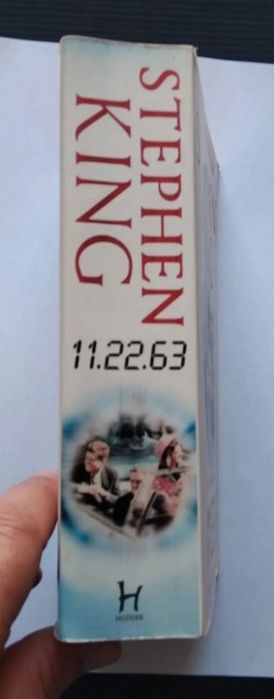 STEPHEN
KING
11.22.63
H
HODDER